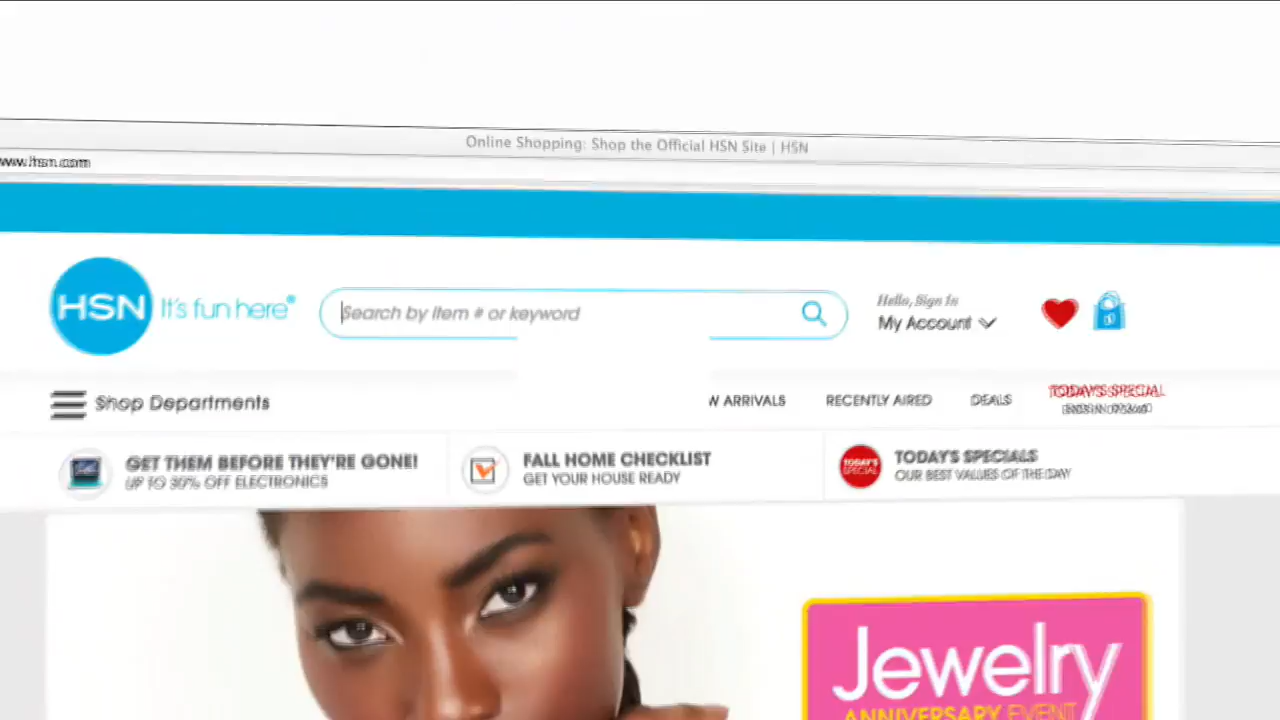 Online Shopping: Shop the Official HSN Site | HSN
www.hsn.com
HSN It's fun here®
Search by Item # or keyword
Hello, Sign In
My Account
Shop Departments
W ARRIVALS RECENTLY AIRED DEALS TODAY'S SPECIAL
GET THEM BEFORE THEY'RE GONE!
UP TO 30% OFF ELECTRONICS
FALL HOME CHECKLIST
GET YOUR HOUSE READY
TODAY'S SPECIAL
TODAY'S SPECIALS
OUR BEST VALUES OF THE DAY
Jewelry
ANNIVERSARY EVENT